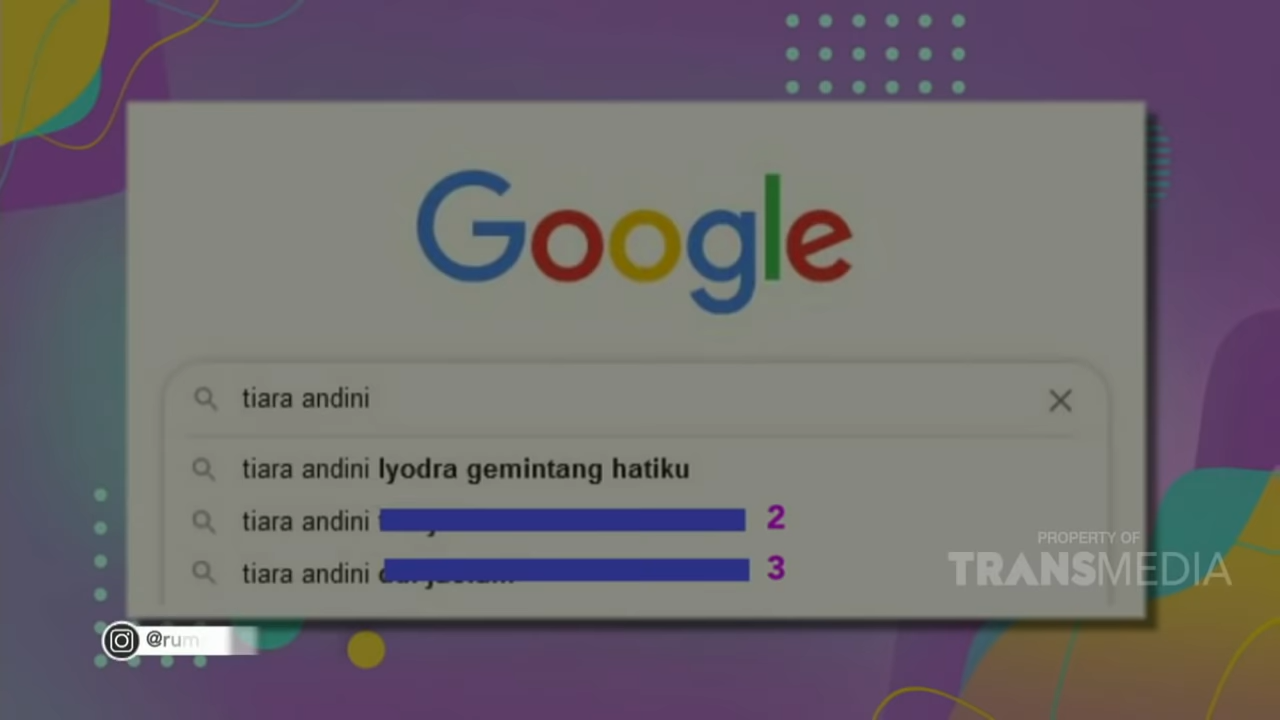 Google
tiara andini
tiara andini lyodra gemintang hatiku
tiara andini 2
tiara andini 3
PROPERTY OF
TRANSMEDIA
@rum